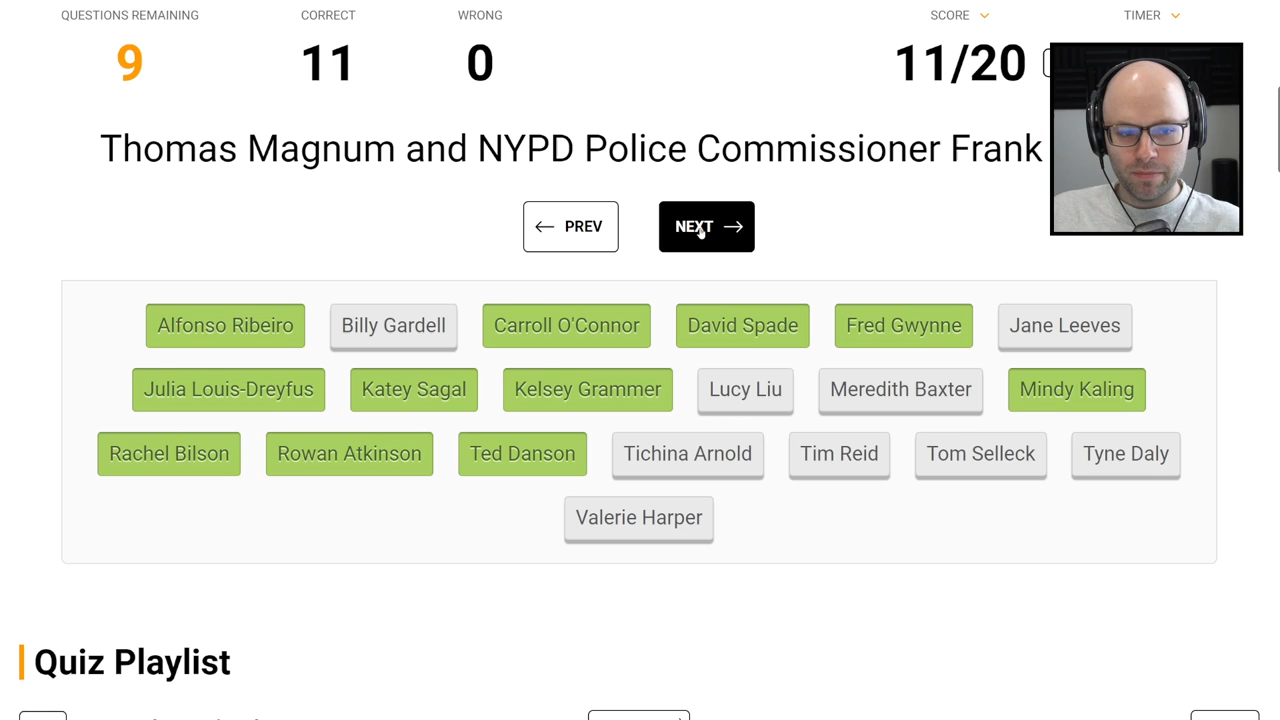 QUESTIONS REMAINING CORRECT WRONG SCORE TIMER
9 11 0 11/20
Thomas Magnum and NYPD Police Commissioner Frank
PREV NEXT
Alfonso Ribeiro Billy Gardell Carroll O'Connor David Spade Fred Gwynne Jane Leeves
Julia Louis-Dreyfus Katey Sagal Kelsey Grammer Lucy Liu Meredith Baxter Mindy Kaling
Rachel Bilson Rowan Atkinson Ted Danson Tichina Arnold Tim Reid Tom Selleck Tyne Daly
Valerie Harper
Quiz Playlist